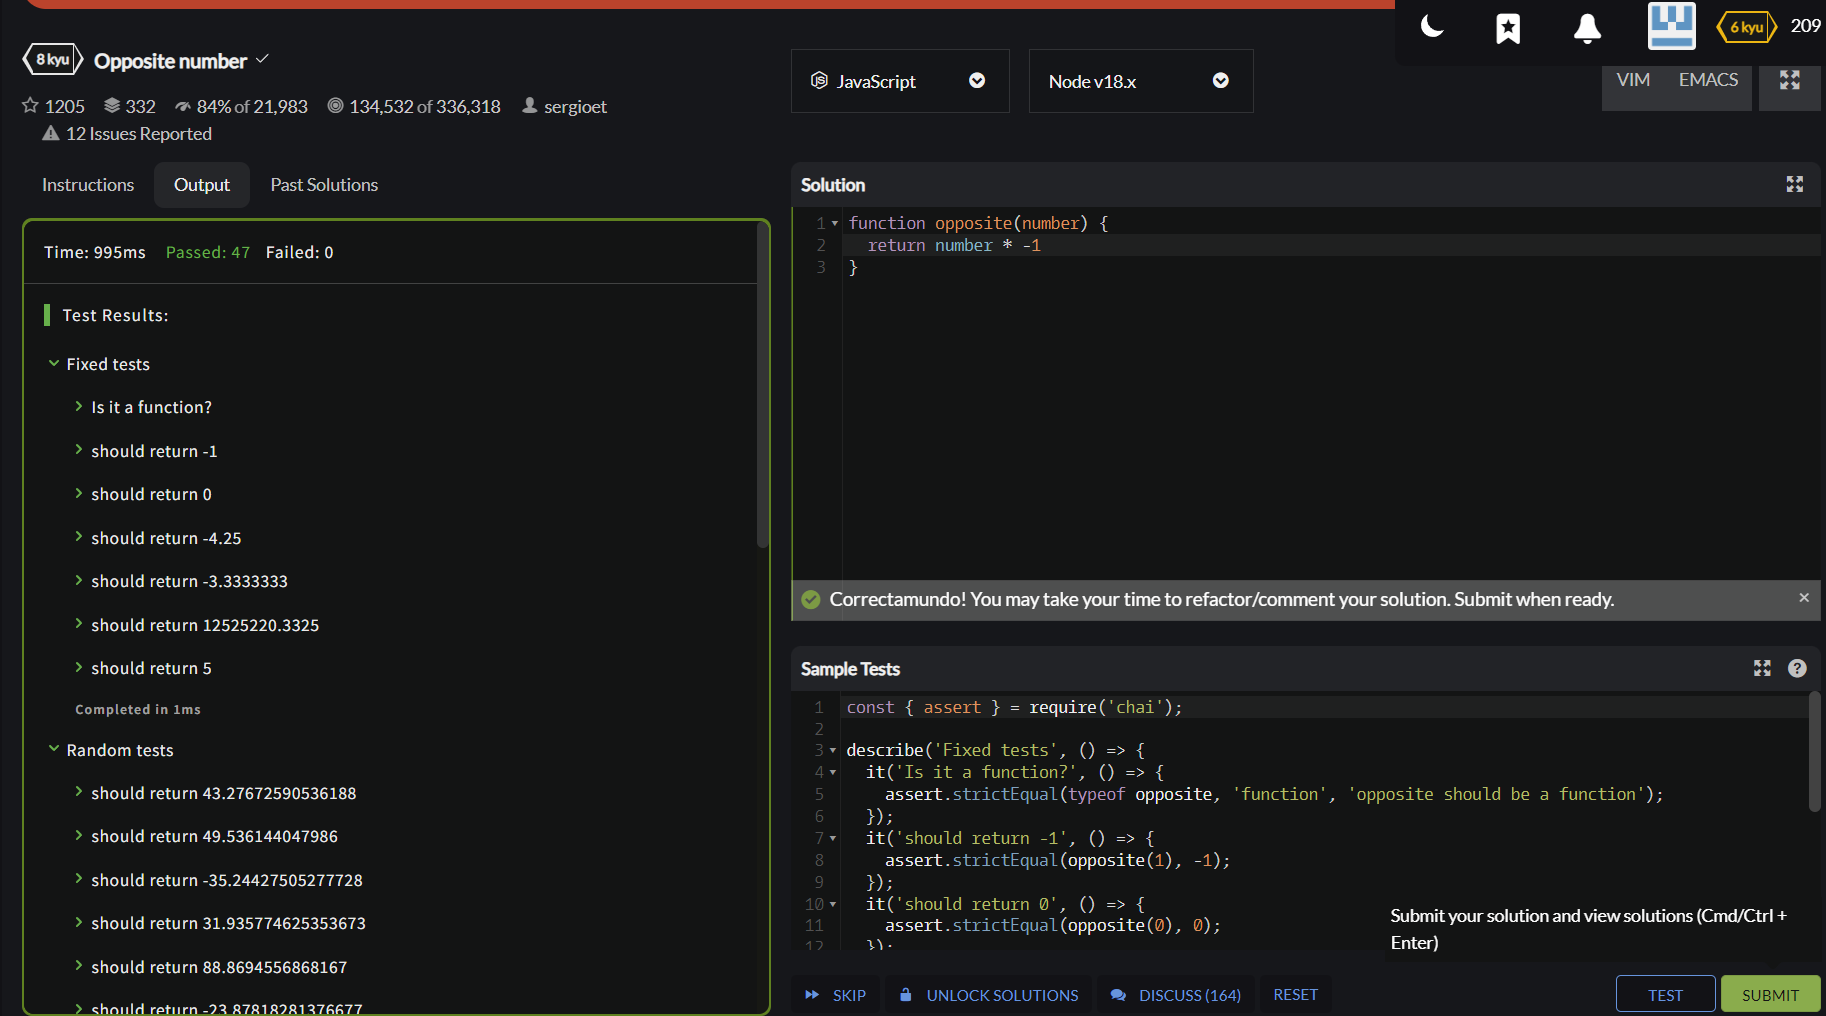 8 kyu Opposite number
1205 332 84% of 21,983 134,532 of 336,318 sergioet
12 Issues Reported
Instructions Output Past Solutions
Time: 995ms Passed: 47 Failed: 0
Test Results:
Fixed tests
Is it a function?
should return -1
should return 0
should return -4.25
should return -3.3333333
should return 12525220.3325
should return 5
Completed in 1ms
Random tests
should return 43.27672590536188
should return 49.536144047986
should return -35.24427505277728
should return 31.935774625353673
should return 88.8694556868167
should return -23.87818281376677
6 kyu 209
JavaScript Node v18.x VIM EMACS
Solution
1 function opposite(number) {
2 return number * -1
3 }
Correctamundo! You may take your time to refactor/comment your solution. Submit when ready. ×
Sample Tests ?
1 const { assert } = require('chai');
2
3 describe('Fixed tests', () => {
4 it('Is it a function?', () => {
5 assert.strictEqual(typeof opposite, 'function', 'opposite should be a function');
6 });
7 it('should return -1', () => {
8 assert.strictEqual(opposite(1), -1);
9 });
10 it('should return 0', () => {
11 assert.strictEqual(opposite(0), 0);
12 });
Submit your solution and view solutions (Cmd/Ctrl +
Enter)
SKIP UNLOCK SOLUTIONS DISCUSS (164) RESET TEST SUBMIT